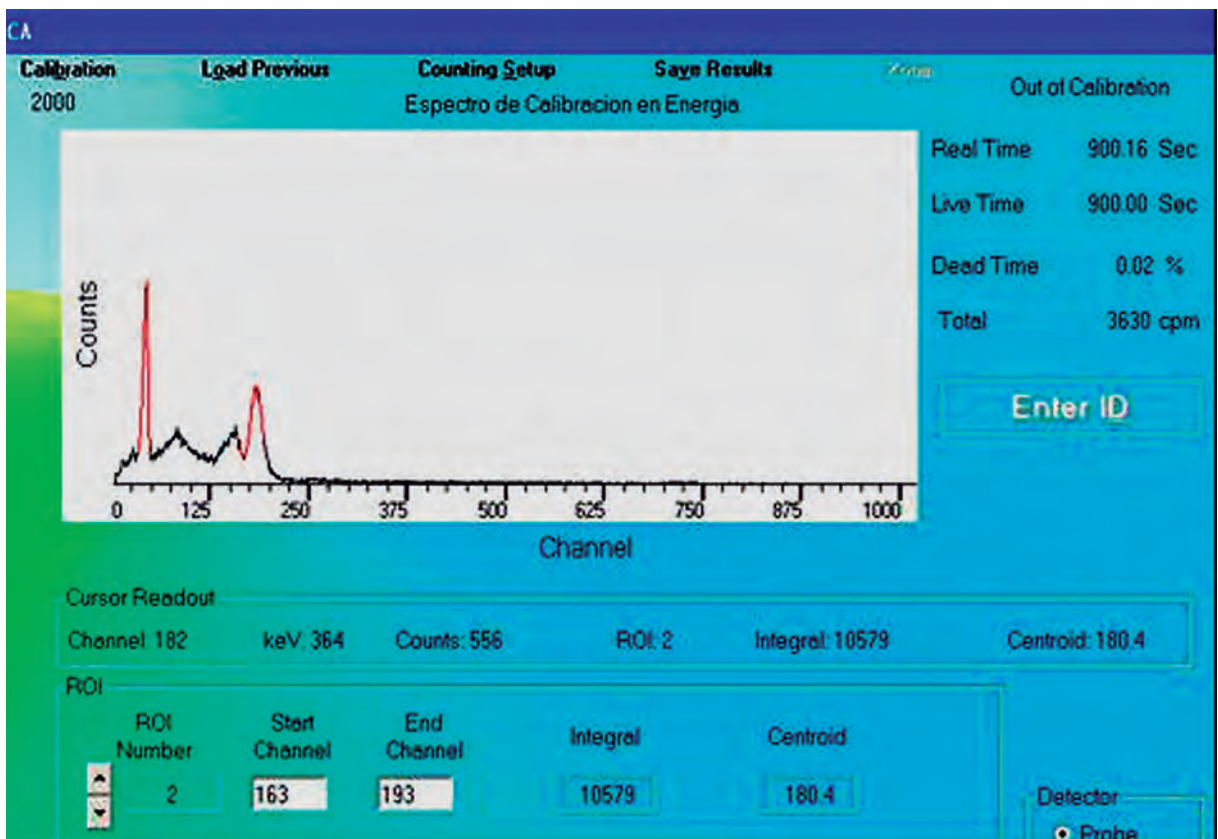 CA
Calibration Load Previous Counting Setup Save Results
2000 Espectro de Calibracion en Energia Out of Calibration
Real Time 900.16 Sec
Live Time 900.00 Sec
Dead Time 0.02 %
Total 3630 cpm
Enter ID
Counts
0 125 250 375 500 625 750 875 1000
Channel
Cursor Readout
Channel: 182 keV: 364 Counts: 556 ROI: 2 Integral: 10579 Centroid: 180.4
ROI
ROI Number Start Channel End Channel Integral Centroid
2 163 193 10579 180.4
Detector
Probe